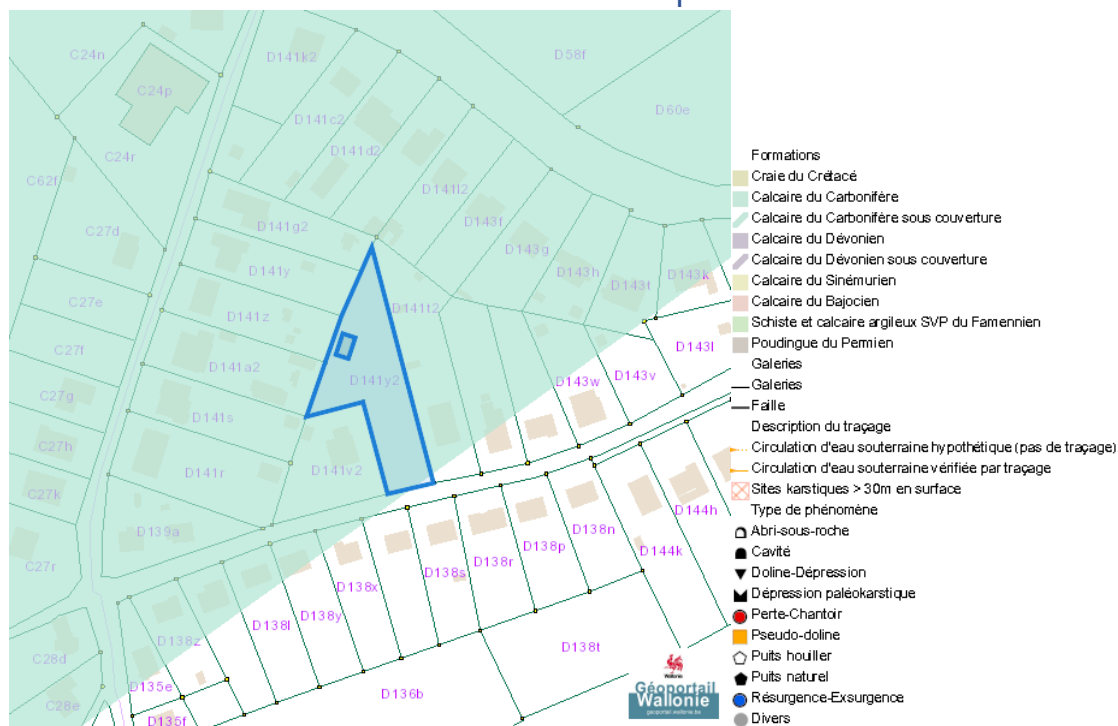 C24n
D141k2
D58f
C24p
D60e
D141c2
C24r
D141d2
C62f
D141l2
C27d
D141g2
D143f
D143g
D141y
D143h
D143k
D143t
C27e
D141z
D141t2
C27f
D143l
D141a2
D141y2
D143w
D143v
C27g
D141s
C27h
D141r
D141v2
C27k
D144h
D139a
D138n
D144k
C27r
D138p
D138r
D138s
D138x
D138y
D138l
D138z
D138t
C28d
D135e
D136b
C28e
D135f
Formations
Craie du Crétacé
Calcaire du Carbonifère
Calcaire du Carbonifère sous couverture
Calcaire du Dévonien
Calcaire du Dévonien sous couverture
Calcaire du Sinémurien
Calcaire du Bajocien
Schiste et calcaire argileux SVP du Famennien
Poudingue du Permien
Galeries
Galeries
Faille
Description du traçage
Circulation d'eau souterraine hypothétique (pas de traçage)
Circulation d'eau souterraine vérifiée par traçage
Sites karstiques > 30m en surface
Type de phénomène
Abri-sous-roche
Cavité
Doline-Dépression
Dépression paléokarstique
Perte-Chantoir
Pseudo-doline
Puits houiller
Puits naturel
Résurgence-Exsurgence
Divers
Wallonie
Géoportail
Wallonie
geoportail.wallonie.be